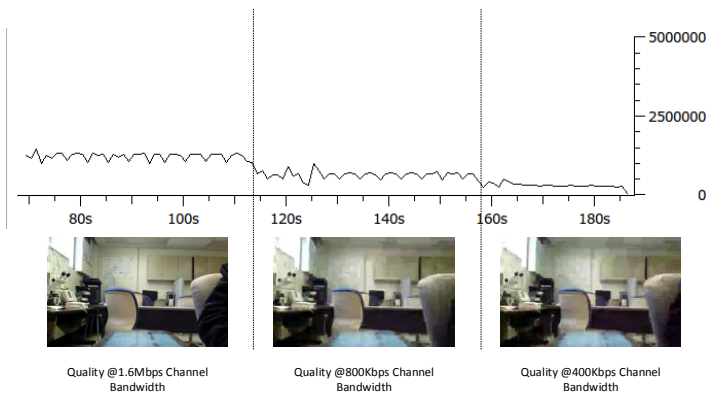 5000000
2500000
0
80s 100s 120s 140s 160s 180s
Quality @1.6Mbps Channel
Bandwidth
Quality @800Kbps Channel
Bandwidth
Quality @400Kbps Channel
Bandwidth